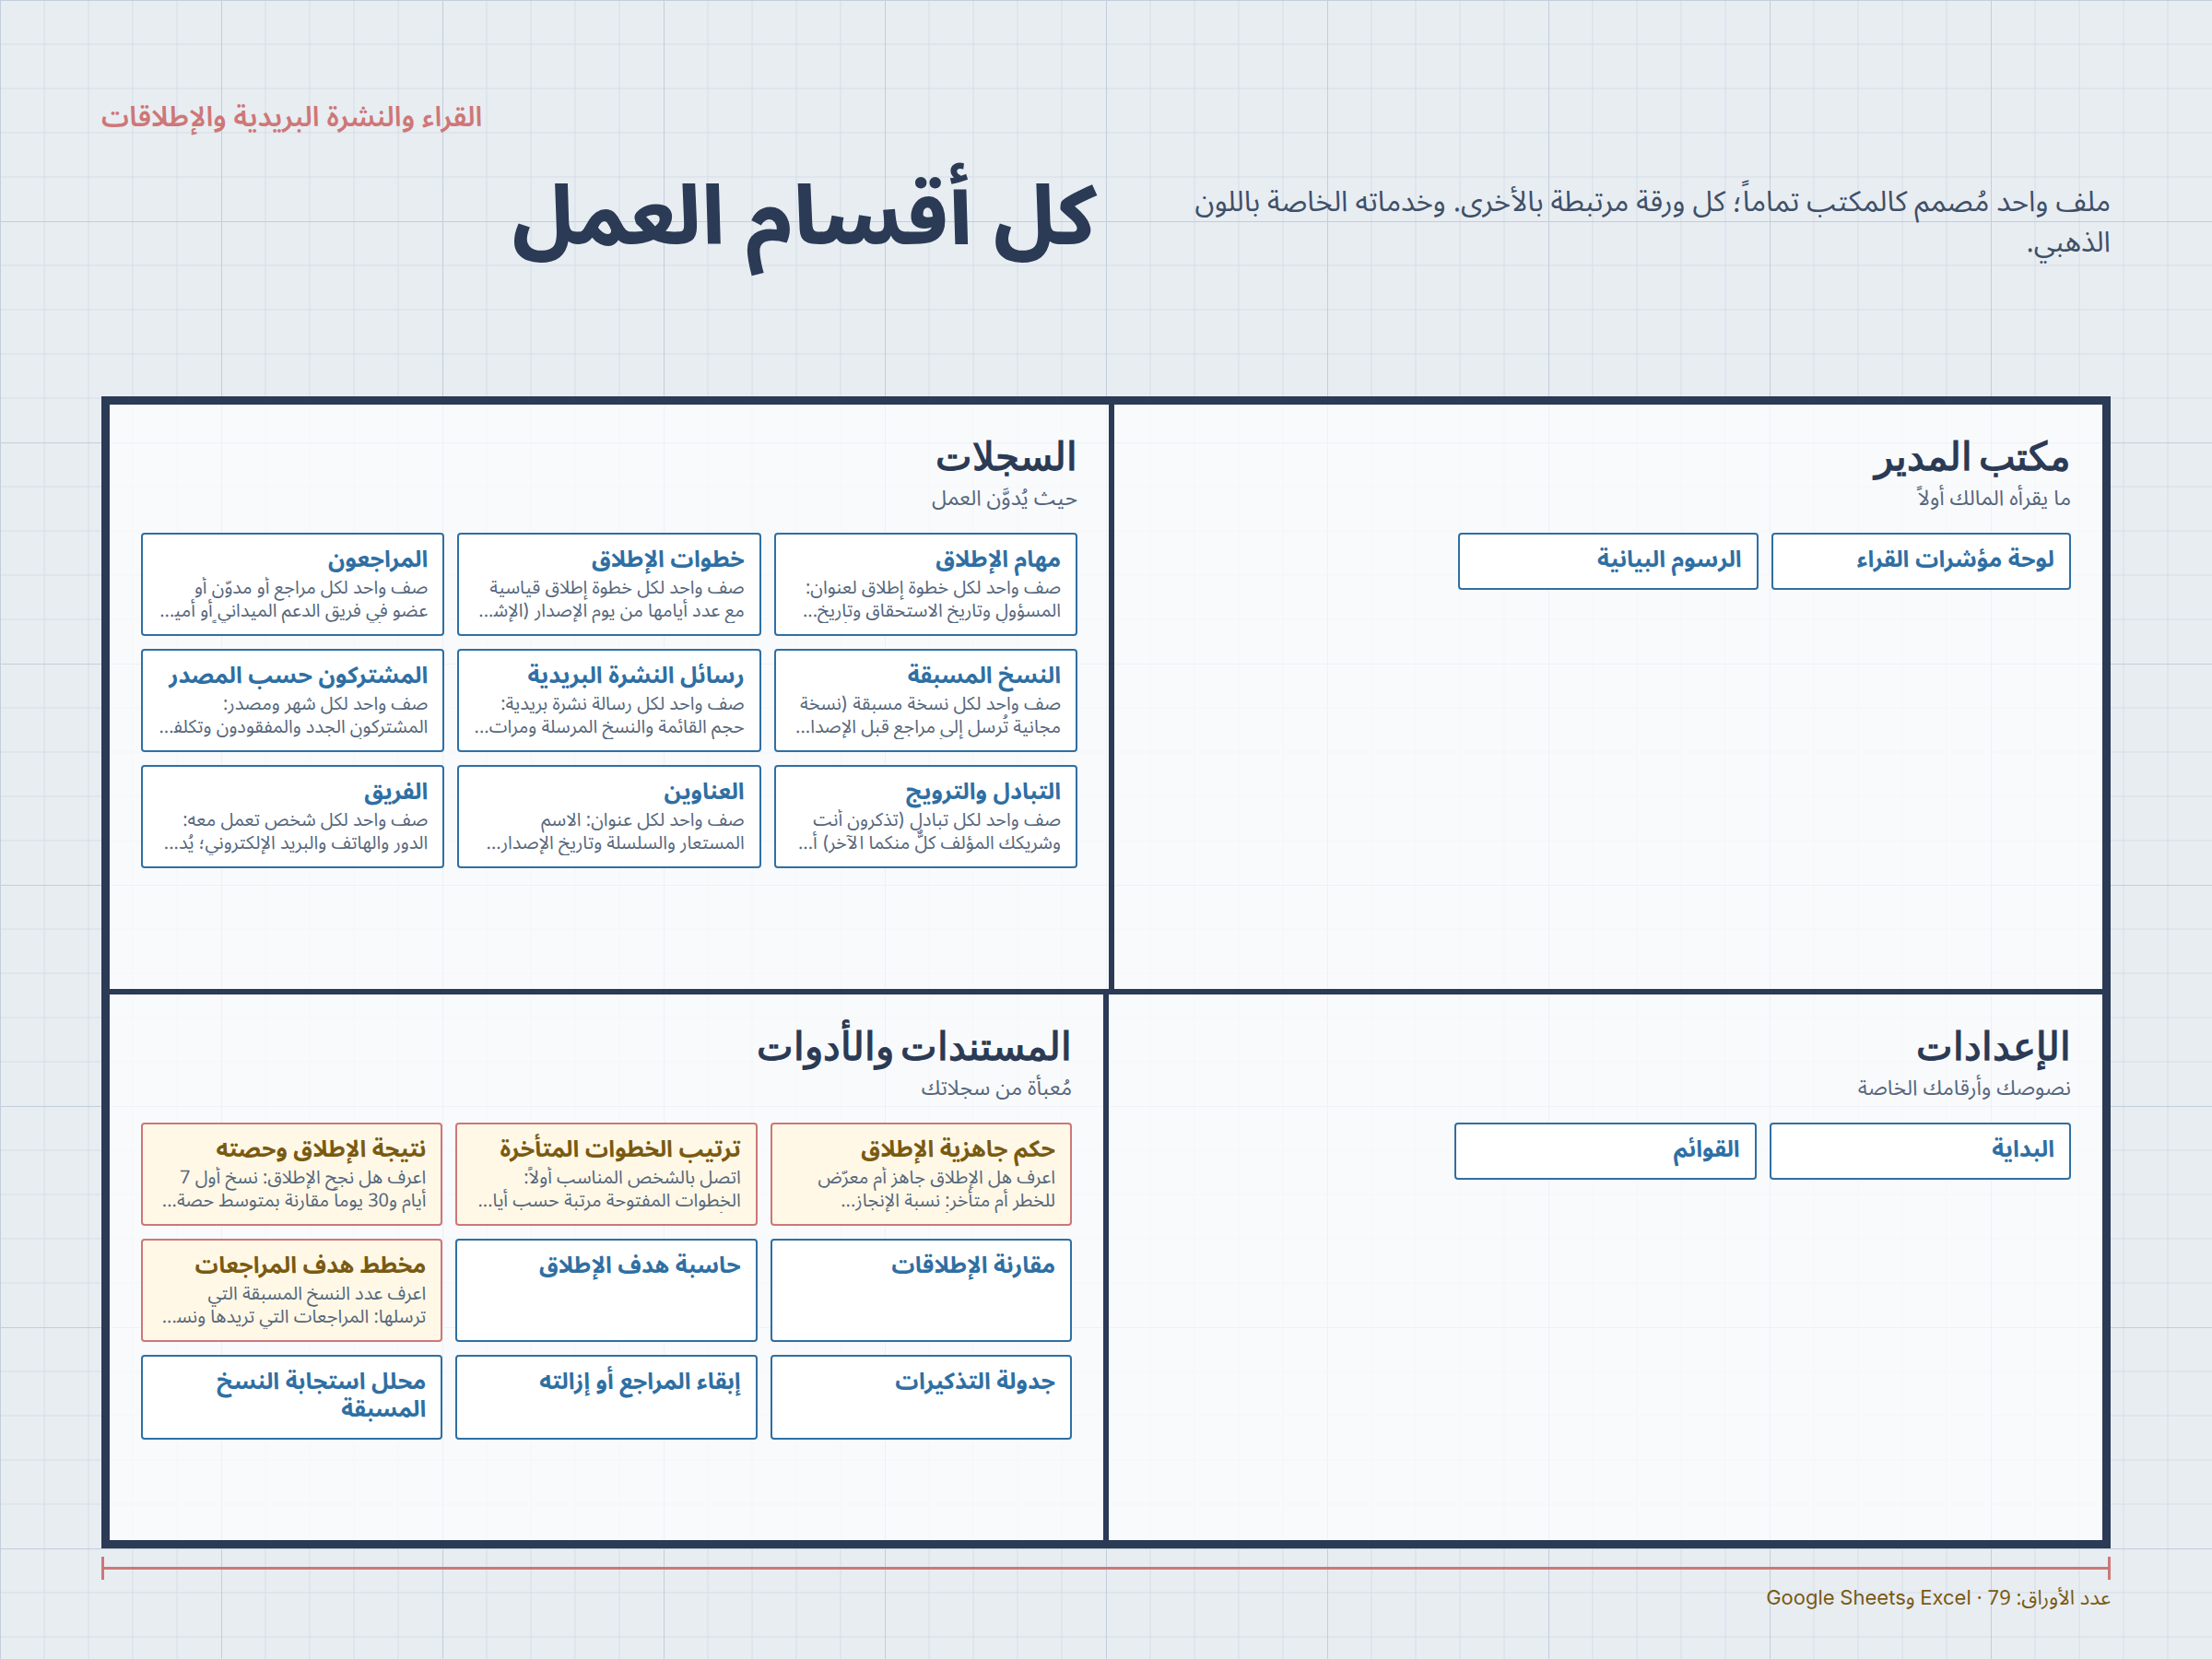 القراء والنشرة البريدية والإطلاقات
كل أقسام العمل
ملف واحد مُصمم كالمكتب تماماً؛ كل ورقة مرتبطة بالأخرى. وخدماته الخاصة باللون
الذهبي.
مكتب المدير
ما يقرأه المالك أولاً
لوحة مؤشرات القراء
الرسوم البيانية
السجلات
حيث يُدوَّن العمل
مهام الإطلاق
صف واحد لكل خطوة إطلاق لعنوان:
المسؤول وتاريخ الاستحقاق وتاريخ...
خطوات الإطلاق
صف واحد لكل خطوة إطلاق قياسية
مع عدد أيامها من يوم الإصدار (الإشـ...
المراجعون
صف واحد لكل مراجع أو مدوّن أو
عضو في فريق الدعم الميداني أو أميـ...
النسخ المسبقة
صف واحد لكل نسخة مسبقة (نسخة
مجانية تُرسل إلى مراجع قبل الإصدا...
رسائل النشرة البريدية
صف واحد لكل رسالة نشرة بريدية:
حجم القائمة والنسخ المرسلة ومرات...
المشتركون حسب المصدر
صف واحد لكل شهر ومصدر:
المشتركون الجدد والمفقودون وتكلفـ...
التبادل والترويج
صف واحد لكل تبادل (تذكرون أنت
وشريكك المؤلف كلٌّ منكما الآخر) أ...
العناوين
صف واحد لكل عنوان: الاسم
المستعار والسلسلة وتاريخ الإصدار...
الفريق
صف واحد لكل شخص تعمل معه:
الدور والهاتف والبريد الإلكتروني؛ يُد...
الإعدادات
نصوصك وأرقامك الخاصة
البداية
القوائم
المستندات والأدوات
مُعبأة من سجلاتك
حكم جاهزية الإطلاق
اعرف هل الإطلاق جاهز أم معرّض
للخطر أم متأخر: نسبة الإنجاز...
ترتيب الخطوات المتأخرة
اتصل بالشخص المناسب أولاً:
الخطوات المفتوحة مرتبة حسب أيا...
نتيجة الإطلاق وحصته
اعرف هل نجح الإطلاق: نسخ أول 7
أيام و30 يوماً مقارنة بمتوسط حصة...
مقارنة الإطلاقات
حاسبة هدف الإطلاق
مخطط هدف المراجعات
اعرف عدد النسخ المسبقة التي
ترسلها: المراجعات التي تريدها ونسـ...
جدولة التذكيرات
إبقاء المراجع أو إزالته
محلل استجابة النسخ
المسبقة
عدد الأوراق: 79 · Excel وGoogle Sheets